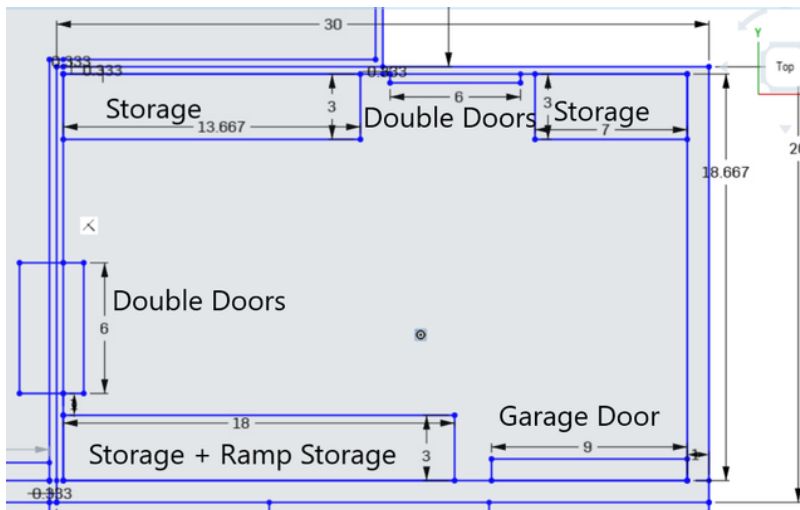 30
Y
Top
0.333
0.333
0.333
Storage
3
6
3
Storage
13.667
Double Doors
7
18.667
Double Doors
6
Garage Door
18
9
1
Storage + Ramp Storage
3
0.333